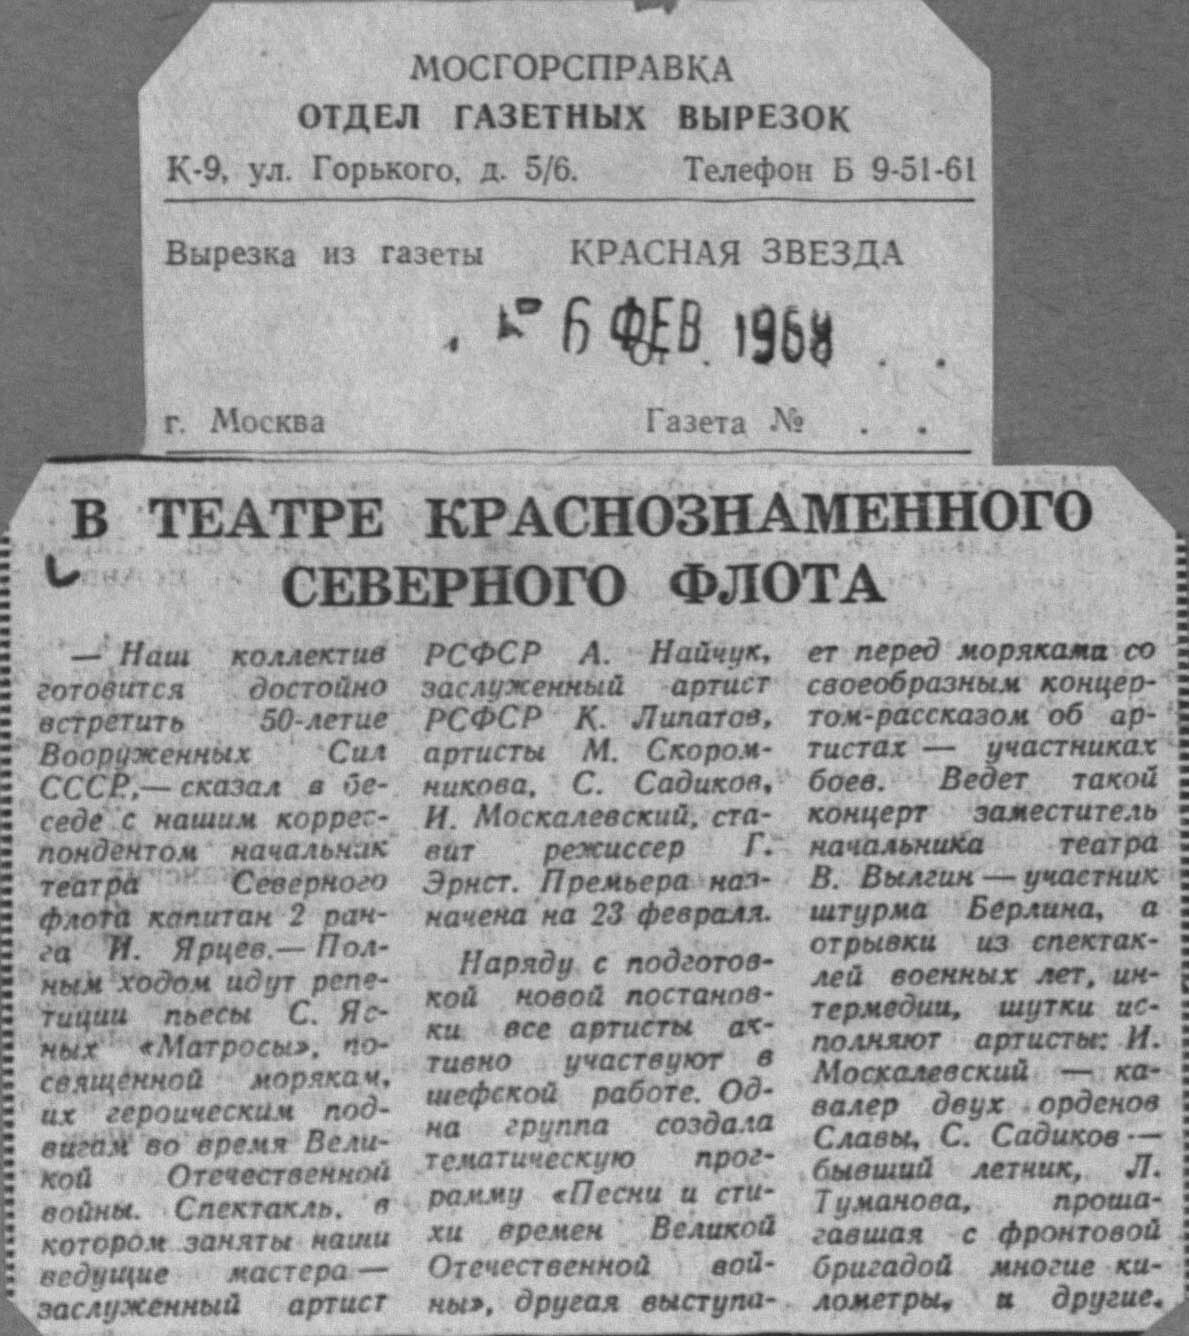 МОСГОРСПРАВКА
ОТДЕЛ ГАЗЕТНЫХ ВЫРЕЗОК
К-9, ул. Горького, д. 5/6. Телефон Б 9-51-61
Вырезка из газеты КРАСНАЯ ЗВЕЗДА
6 ФЕВ 1968
от . . .
г. Москва Газета № . .
В ТЕАТРЕ КРАСНОЗНАМЕННОГО
СЕВЕРНОГО ФЛОТА
— Наш коллектив
готовится достойно
встретить 50-летие
Вооруженных Сил
СССР,— сказал в бе-
седе с нашим коррес-
пондентом начальник
театра Северного
флота капитан 2 ран-
га И. Ярцев.— Пол-
ным ходом идут репе-
тиции пьесы С. Яс-
ных «Матросы», по-
священной морякам,
их героическим под-
вигам во время Вели-
кой Отечественной
войны. Спектакль, в
котором заняты наши
ведущие мастера —
заслуженный артист
РСФСР А. Найчук,
заслуженный артист
РСФСР К. Липатов,
артисты М. Скором-
никова, С. Садиков,
И. Москалевский, ста-
вит режиссер Г.
Эрнст. Премьера наз-
начена на 23 февраля.
Наряду с подготов-
кой новой постанов-
ки все артисты ак-
тивно участвуют в
шефской работе. Од-
на группа создала
тематическую прог-
рамму «Песни и сти-
хи времен Великой
Отечественной вой-
ны», другая выступа-
ет перед моряками со
своеобразным концер-
том-рассказом об ар-
тистах — участниках
боев. Ведет такой
концерт заместитель
начальника театра
В. Вылгин — участник
штурма Берлина, а
отрывки из спектак-
лей военных лет, ин-
термедии, шутки ис-
полняют артисты: И.
Москалевский — ка-
валер двух орденов
Славы, С. Садиков —
бывший летчик, Л.
Туманова, проша-
гавшая с фронтовой
бригадой многие ки-
лометры, и другие.